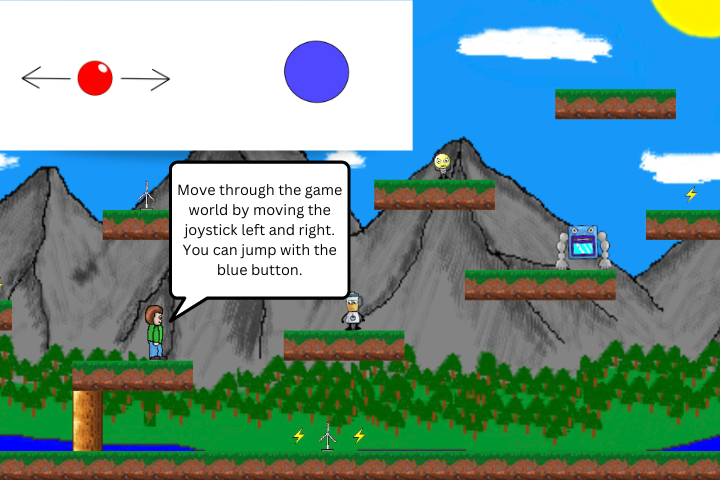 Move through the game
world by moving the
joystick left and right.
You can jump with the
blue button.